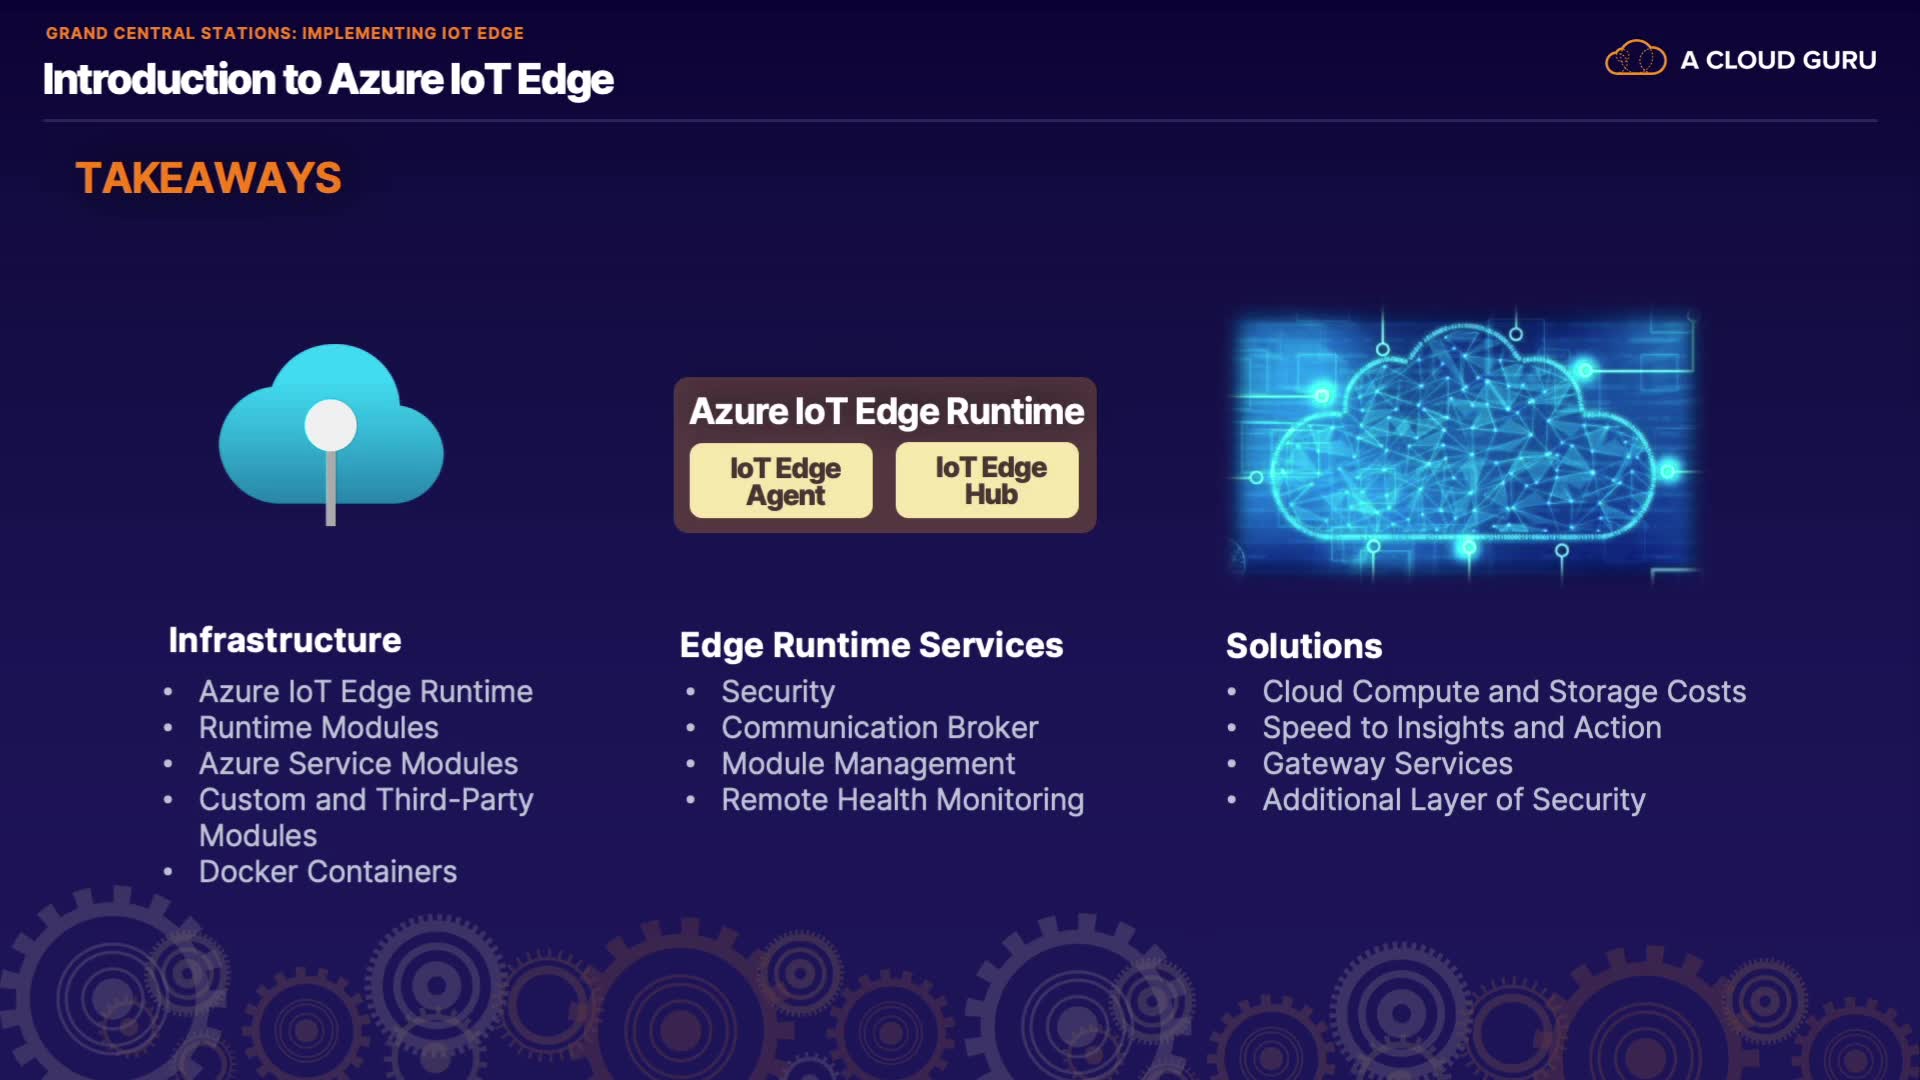 GRAND CENTRAL STATIONS: IMPLEMENTING IOT EDGE
Introduction to Azure IoT Edge
A CLOUD GURU
TAKEAWAYS
Azure IoT Edge Runtime
IoT Edge
Agent
IoT Edge
Hub
Infrastructure
• Azure IoT Edge Runtime
• Runtime Modules
• Azure Service Modules
• Custom and Third-Party
Modules
• Docker Containers
Edge Runtime Services
• Security
• Communication Broker
• Module Management
• Remote Health Monitoring
Solutions
• Cloud Compute and Storage Costs
• Speed to Insights and Action
• Gateway Services
• Additional Layer of Security